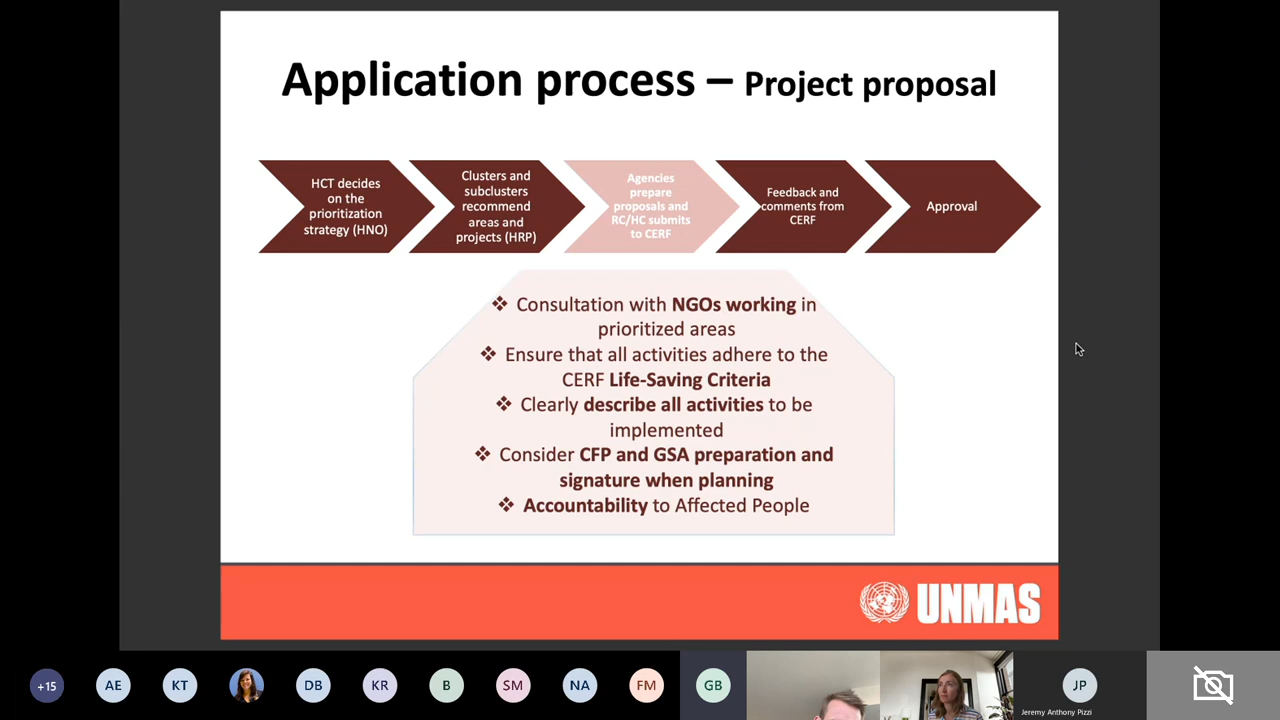 Application process – Project proposal
HCT decides
on the
prioritization
strategy (HNO)
Clusters and
subclusters
recommend
areas and
projects (HRP)
Agencies
prepare
proposals and
RC/HC submits
to CERF
Feedback and
comments from
CERF
Approval
❖ Consultation with NGOs working in
prioritized areas
❖ Ensure that all activities adhere to the
CERF Life-Saving Criteria
❖ Clearly describe all activities to be
implemented
❖ Consider CFP and GSA preparation and
signature when planning
❖ Accountability to Affected People
UNMAS
+15
AE
KT
DB
KR
B
SM
NA
FM
GB
JP
Jeremy Anthony Pizzi